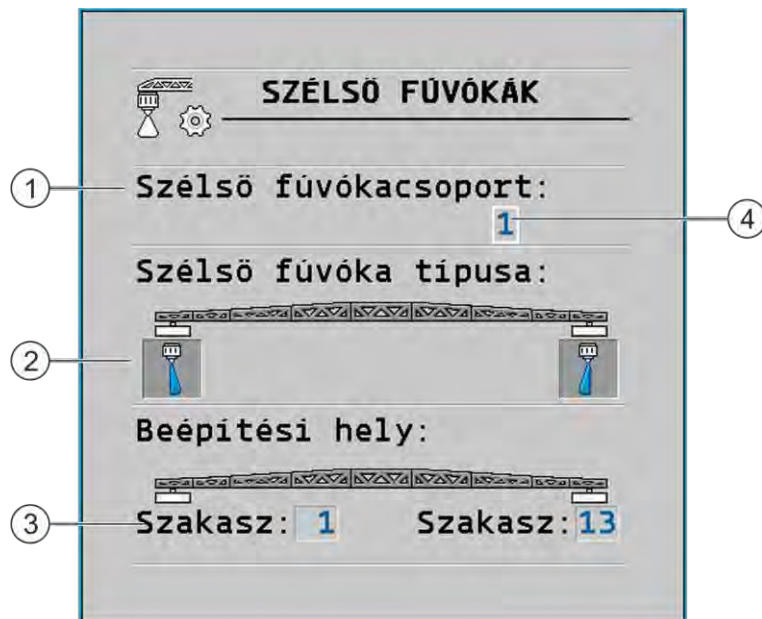 SZÉLSŐ FÚVÓKÁK
1 Szélső fúvókacsoport:
1 4
Szélső fúvóka típusa:
2
Beépítési hely:
3 Szakasz: 1 Szakasz: 13